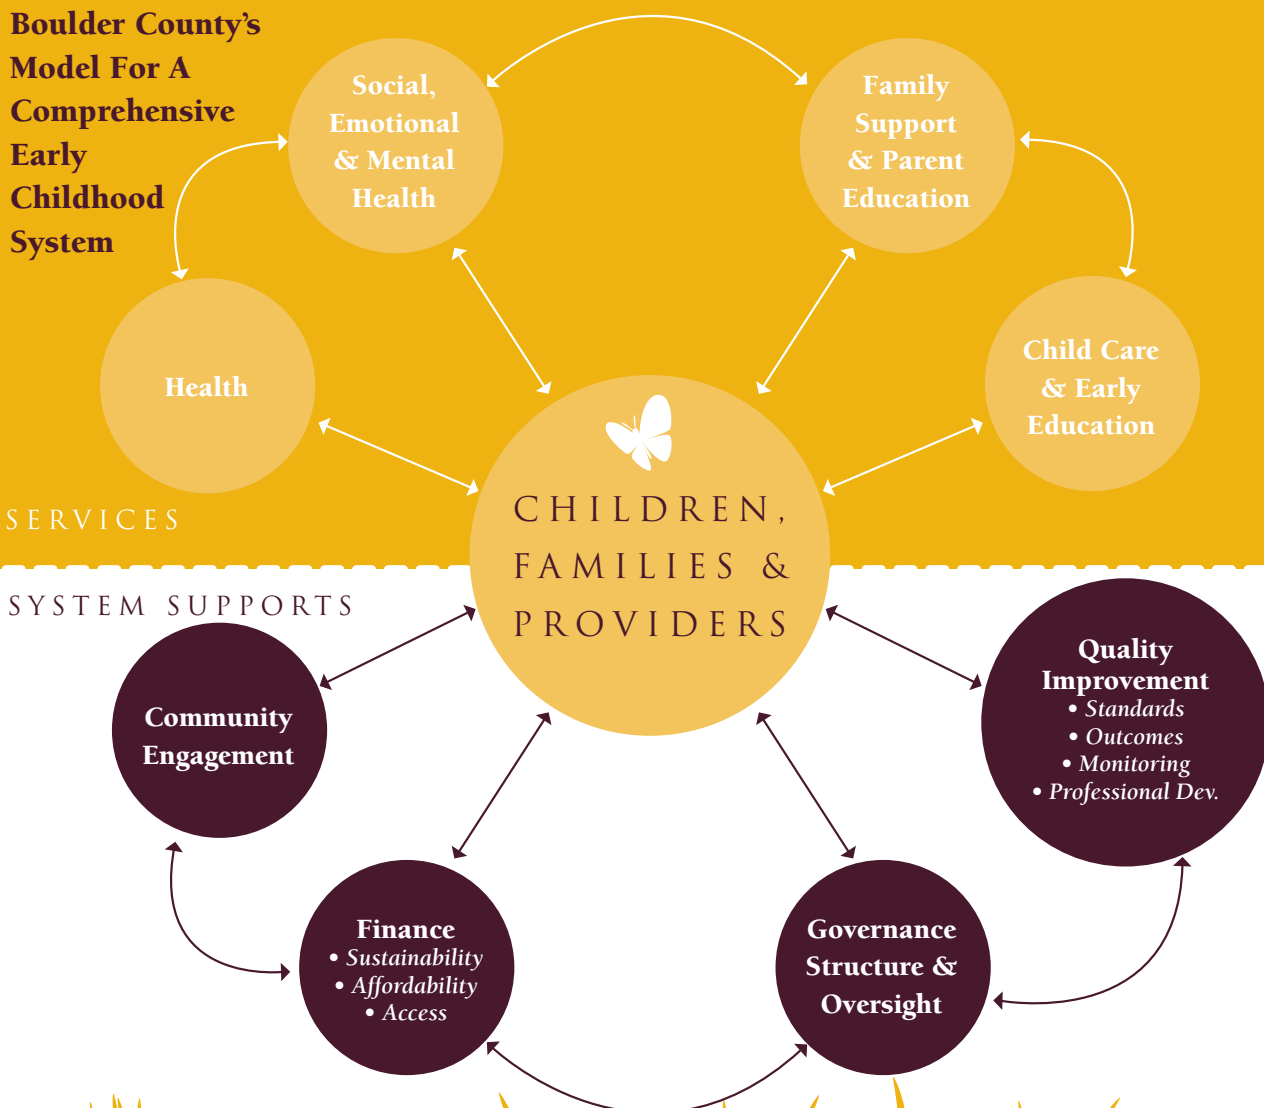 Boulder County's
Model For A
Comprehensive
Early
Childhood
System
Social,
Emotional
& Mental
Health
Family
Support
& Parent
Education
Health
Child Care
& Early
Education
SERVICES
CHILDREN,
FAMILIES &
PROVIDERS
SYSTEM SUPPORTS
Community
Engagement
Quality
Improvement
• Standards
• Outcomes
• Monitoring
• Professional Dev.
Finance
• Sustainability
• Affordability
• Access
Governance
Structure &
Oversight